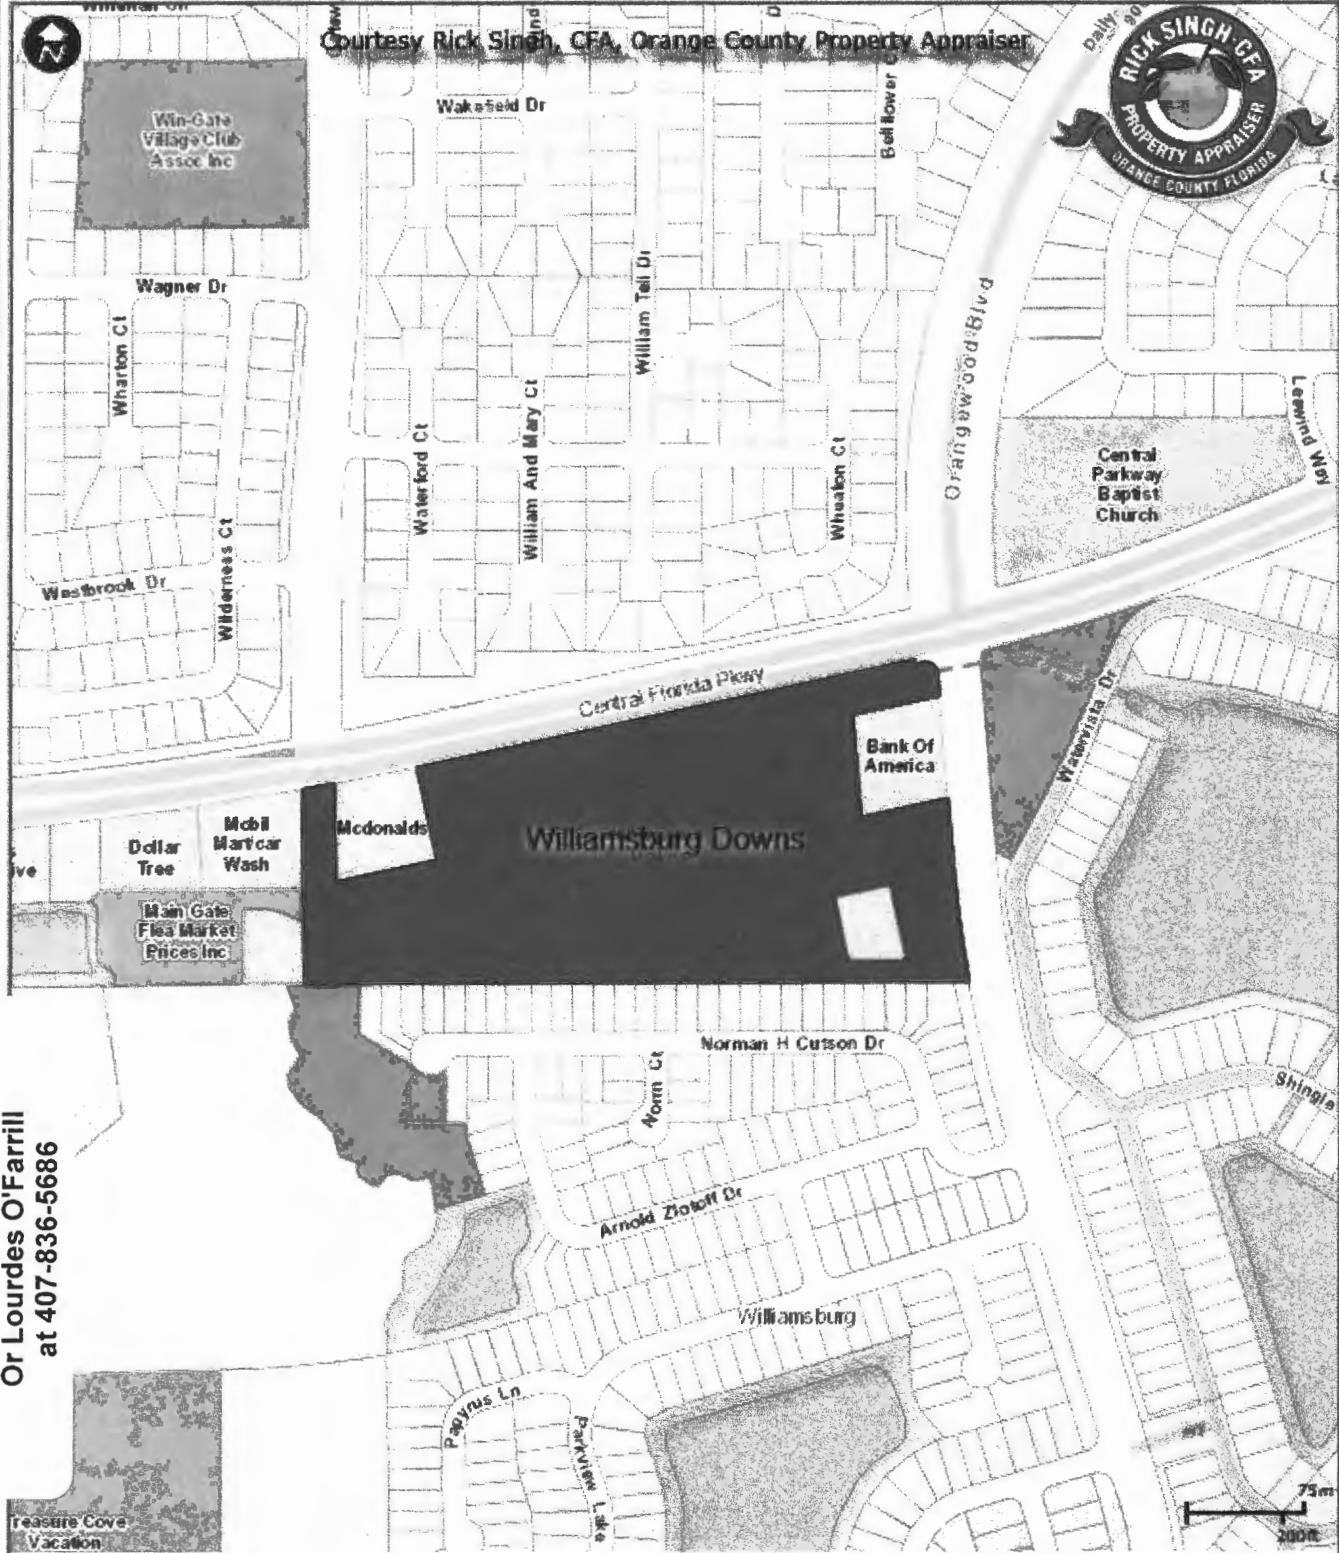 Courtesy Rick Singh, CFA, Orange County Property Appraiser
RICK SINGH, CFA
PROPERTY APPRAISER
ORANGE COUNTY FLORIDA
N
Wakefield Dr
Win-Gate
Village Club
Assoc Inc
Wagner Dr
Wharton Ct
William Tell Dr
Orangewood Blvd
Waterford Ct
William And Mary Ct
Wheaton Ct
Leewind Way
Central
Parkway
Baptist
Church
Westbrook Dr
Wilderness Ct
Central Florida Pkwy
Watervista Dr
Bank Of
America
Mcdonalds
Williamsburg Downs
Dollar
Tree
Mobil
Mart/car
Wash
ive
Main Gate
Flea Market
Prices Inc
Norman H Cutson Dr
Norm Ct
Shingle
Or Lourdes O'Farrill
at 407-836-5686
Arnold Zlotoff Dr
Williamsburg
Papyrus Ln
Parkview Lake
Treasure Cove
Vacation
75m
200ft